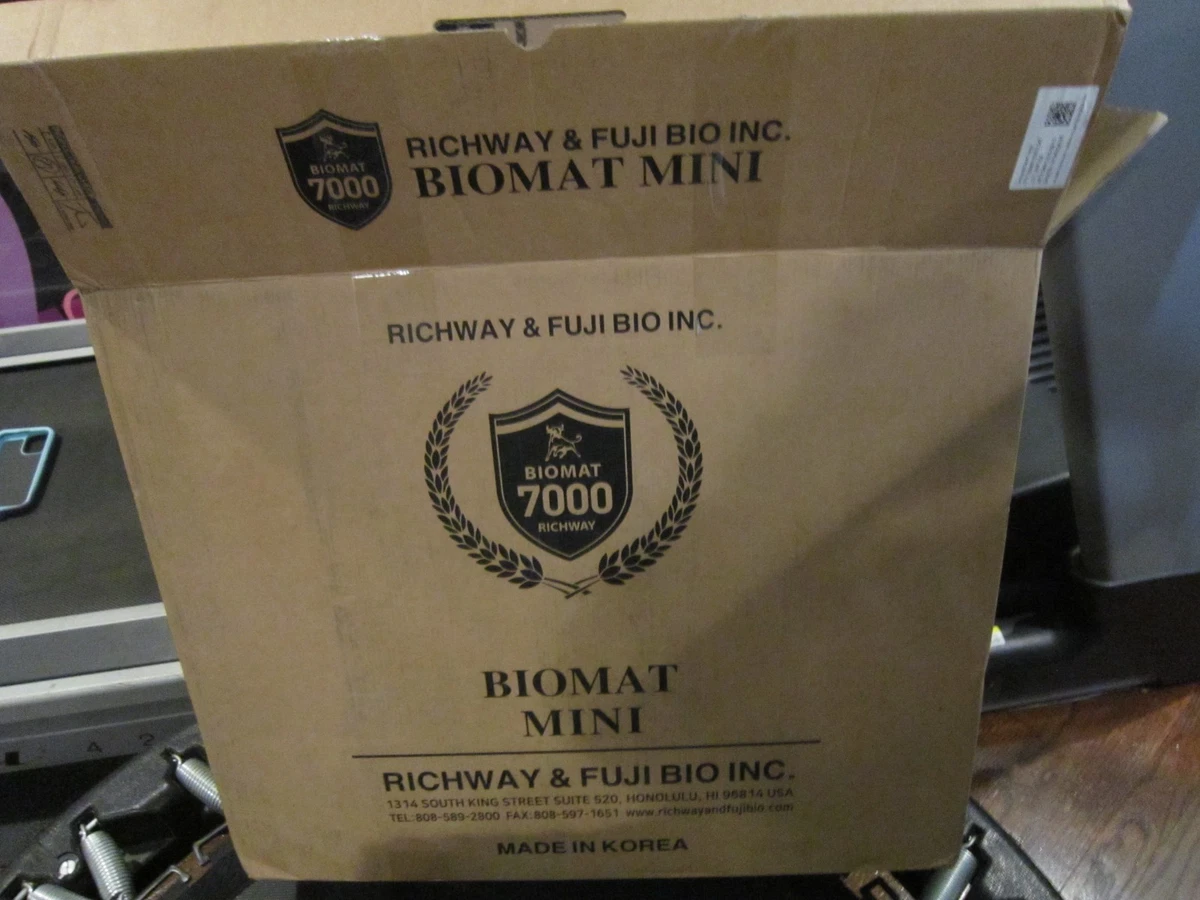 BIOMAT
7000
RICHWAY
RICHWAY & FUJI BIO INC.
BIOMAT MINI
RICHWAY & FUJI BIO INC.
BIOMAT
7000
RICHWAY
BIOMAT
MINI
RICHWAY & FUJI BIO INC.
1314 SOUTH KING STREET SUITE 520, HONOLULU, HI 96814 USA
TEL:808-589-2800 FAX:808-597-1651 www.richwayandfujibio.com
MADE IN KOREA
4 2